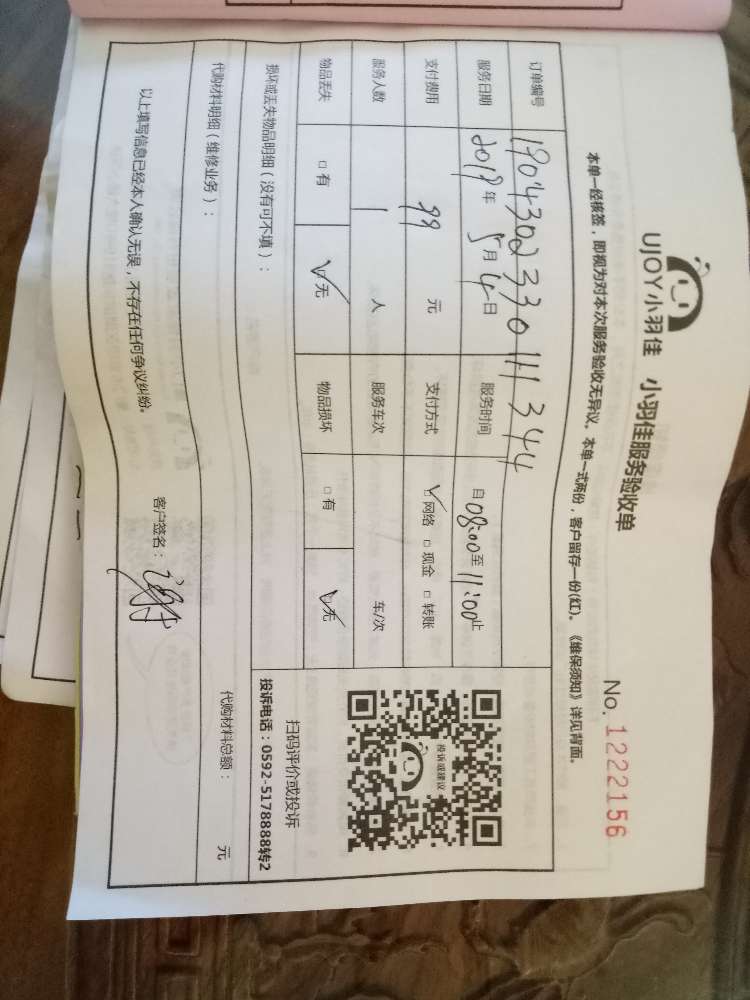 UJOY小羽佳 小羽佳服务验收单
No. 1222156
本单一经核签，即视为对本次服务验收无异议。本单一式两份，客户留存一份(红)。《维保须知》详见背面。
订单编号 190430233011134​4
服务日期 2019年5月4日 服务时间 自08:00至11:00止
支付费用 99 元 支付方式 ☑网络 □现金 □转账
服务人数 1 人 服务车次 车/次
物品丢失 □有 ☑无 物品损坏 □有 ☑无
投诉或建议
损坏或丢失物品明细（没有可不填）：
扫码评价或投诉
投诉电话：0592-5178888转2
代购材料明细（维修业务）： 代购材料总额： 元
以上填写信息已经本人确认无误，不存在任何争议纠纷。
客户签名：